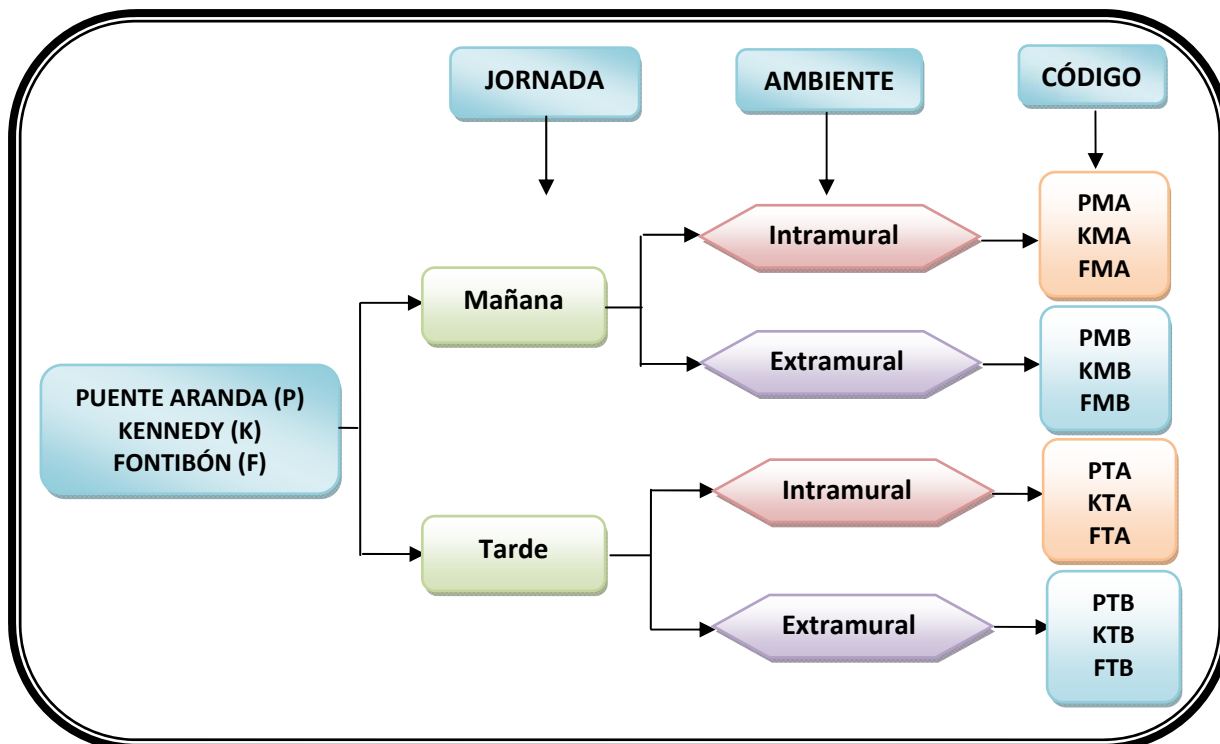 JORNADA
AMBIENTE
CÓDIGO
PUENTE ARANDA (P)
KENNEDY (K)
FONTIBÓN (F)
Mañana
Intramural
PMA
KMA
FMA
Extramural
PMB
KMB
FMB
Tarde
Intramural
PTA
KTA
FTA
Extramural
PTB
KTB
FTB